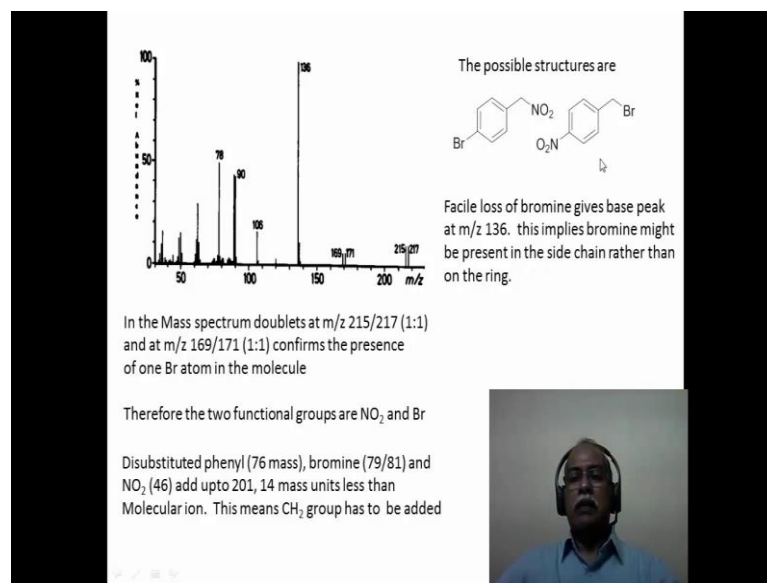 100
% Rel Abundance
50
0
136
76
90
106
169 171
215 217
50
100
150
200
m/z
The possible structures are
NO2
Br
Br
O2N
Facile loss of bromine gives base peak
at m/z 136. this implies bromine might
be present in the side chain rather than
on the ring.
In the Mass spectrum doublets at m/z 215/217 (1:1)
and at m/z 169/171 (1:1) confirms the presence
of one Br atom in the molecule
Therefore the two functional groups are NO2 and Br
Disubstituted phenyl (76 mass), bromine (79/81) and
NO2 (46) add upto 201, 14 mass units less than
Molecular ion. This means CH2 group has to be added